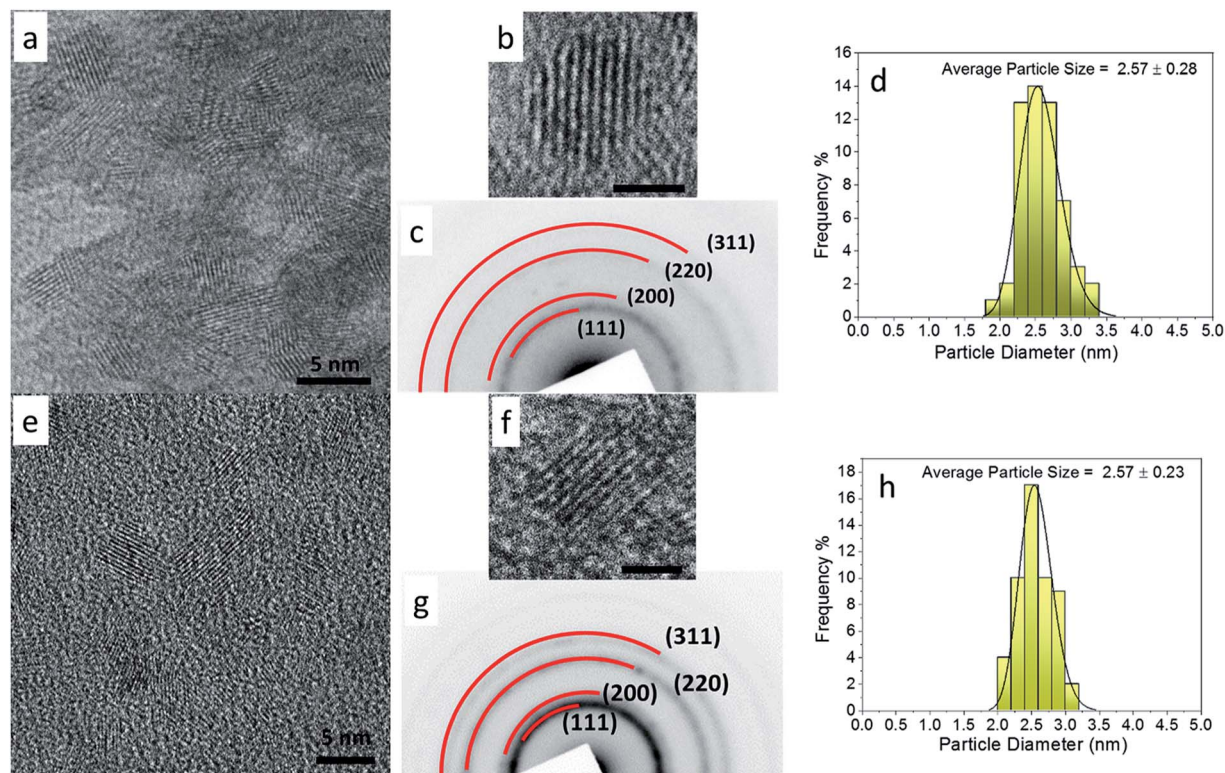 a
5 nm
b
c
(311)
(220)
(200)
(111)
d
Average Particle Size = 2.57 ± 0.28
16
14
12
10
8
6
4
2
0
Frequency %
0.0 0.5 1.0 1.5 2.0 2.5 3.0 3.5 4.0 4.5 5.0
Particle Diameter (nm)
e
5 nm
f
g
(311)
(220)
(200)
(111)
h
Average Particle Size = 2.57 ± 0.23
18
16
14
12
10
8
6
4
2
0
Frequency %
0.0 0.5 1.0 1.5 2.0 2.5 3.0 3.5 4.0 4.5 5.0
Particle Diameter (nm)